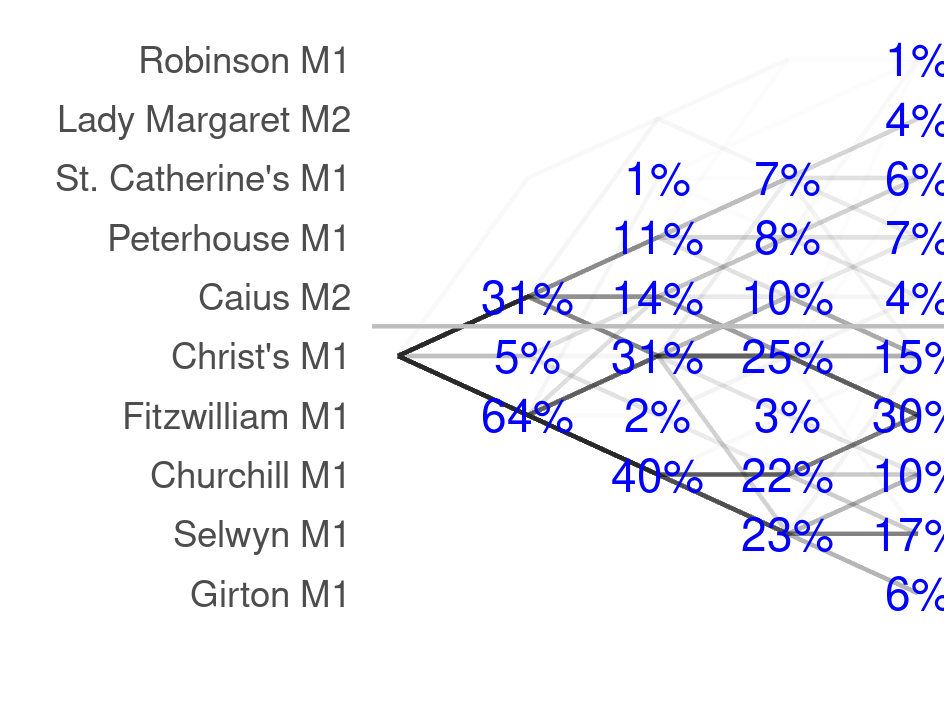 Robinson M1 1%
Lady Margaret M2 4%
St. Catherine's M1 1% 7% 6%
Peterhouse M1 11% 8% 7%
Caius M2 31% 14% 10% 4%
Christ's M1 5% 31% 25% 15%
Fitzwilliam M1 64% 2% 3% 30%
Churchill M1 40% 22% 10%
Selwyn M1 23% 17%
Girton M1 6%